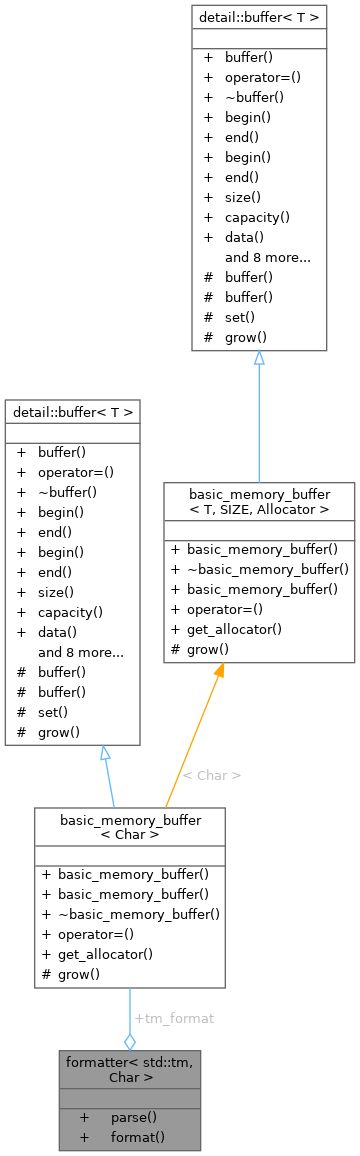 detail::buffer< T >
+ buffer()
+ operator=()
+ ~buffer()
+ begin()
+ end()
+ begin()
+ end()
+ size()
+ capacity()
+ data()
and 8 more...
# buffer()
# buffer()
# set()
# grow()
detail::buffer< T >
+ buffer()
+ operator=()
+ ~buffer()
+ begin()
+ end()
+ begin()
+ end()
+ size()
+ capacity()
+ data()
and 8 more...
# buffer()
# buffer()
# set()
# grow()
basic_memory_buffer
< T, SIZE, Allocator >
+ basic_memory_buffer()
+ ~basic_memory_buffer()
+ basic_memory_buffer()
+ operator=()
+ get_allocator()
# grow()
< Char >
basic_memory_buffer
< Char >
+ basic_memory_buffer()
+ basic_memory_buffer()
+ ~basic_memory_buffer()
+ operator=()
+ get_allocator()
# grow()
+tm_format
formatter< std::tm,
Char >
+ parse()
+ format()